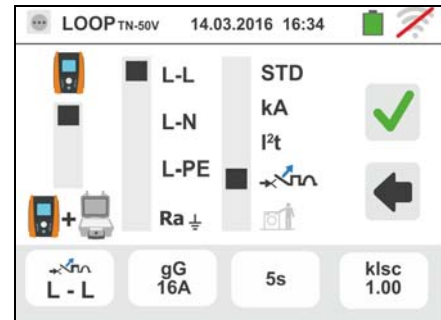 LOOP TN-50V 14.03.2016 16:34
L-L STD
L-N kA
I²t
L-PE
+
Ra
L - L
gG
16A
5s
kIsc
1.00